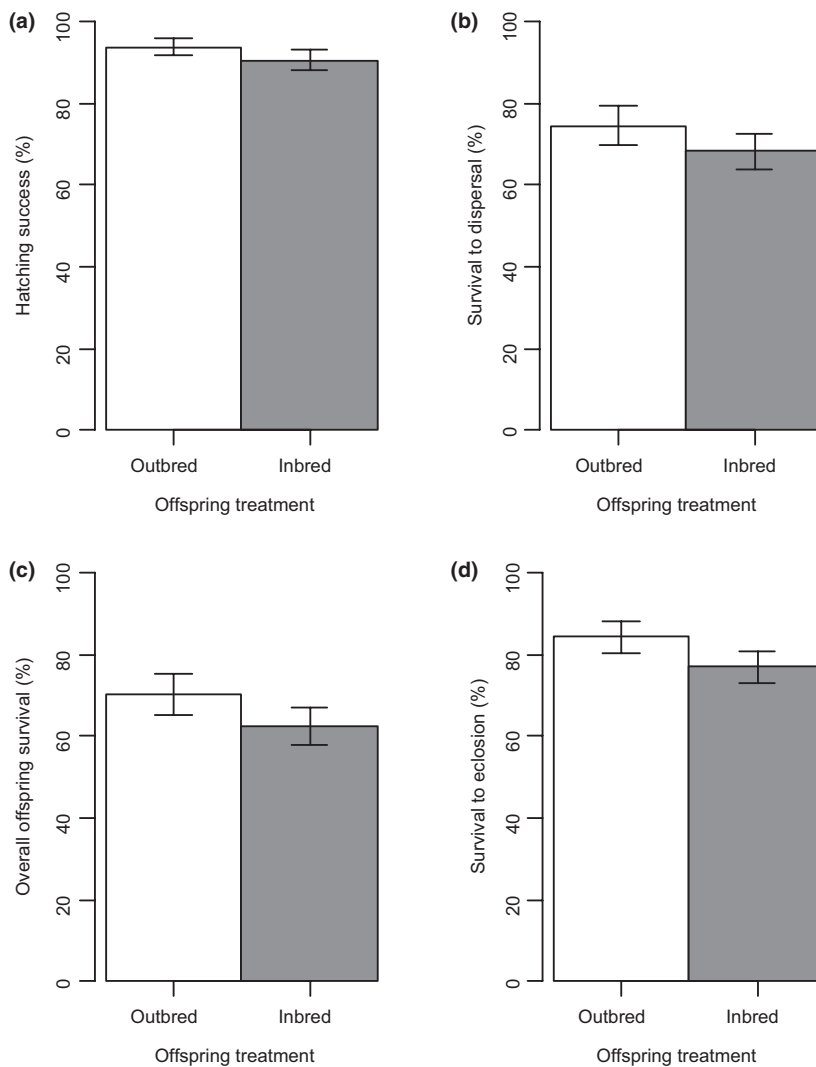 (a)
Hatching success (%)
0
20
40
60
80
100
Outbred
Inbred
Offspring treatment
(b)
Survival to dispersal (%)
0
20
40
60
80
100
Outbred
Inbred
Offspring treatment
(c)
Overall offspring survival (%)
0
20
40
60
80
100
Outbred
Inbred
Offspring treatment
(d)
Survival to eclosion (%)
0
20
40
60
80
100
Outbred
Inbred
Offspring treatment